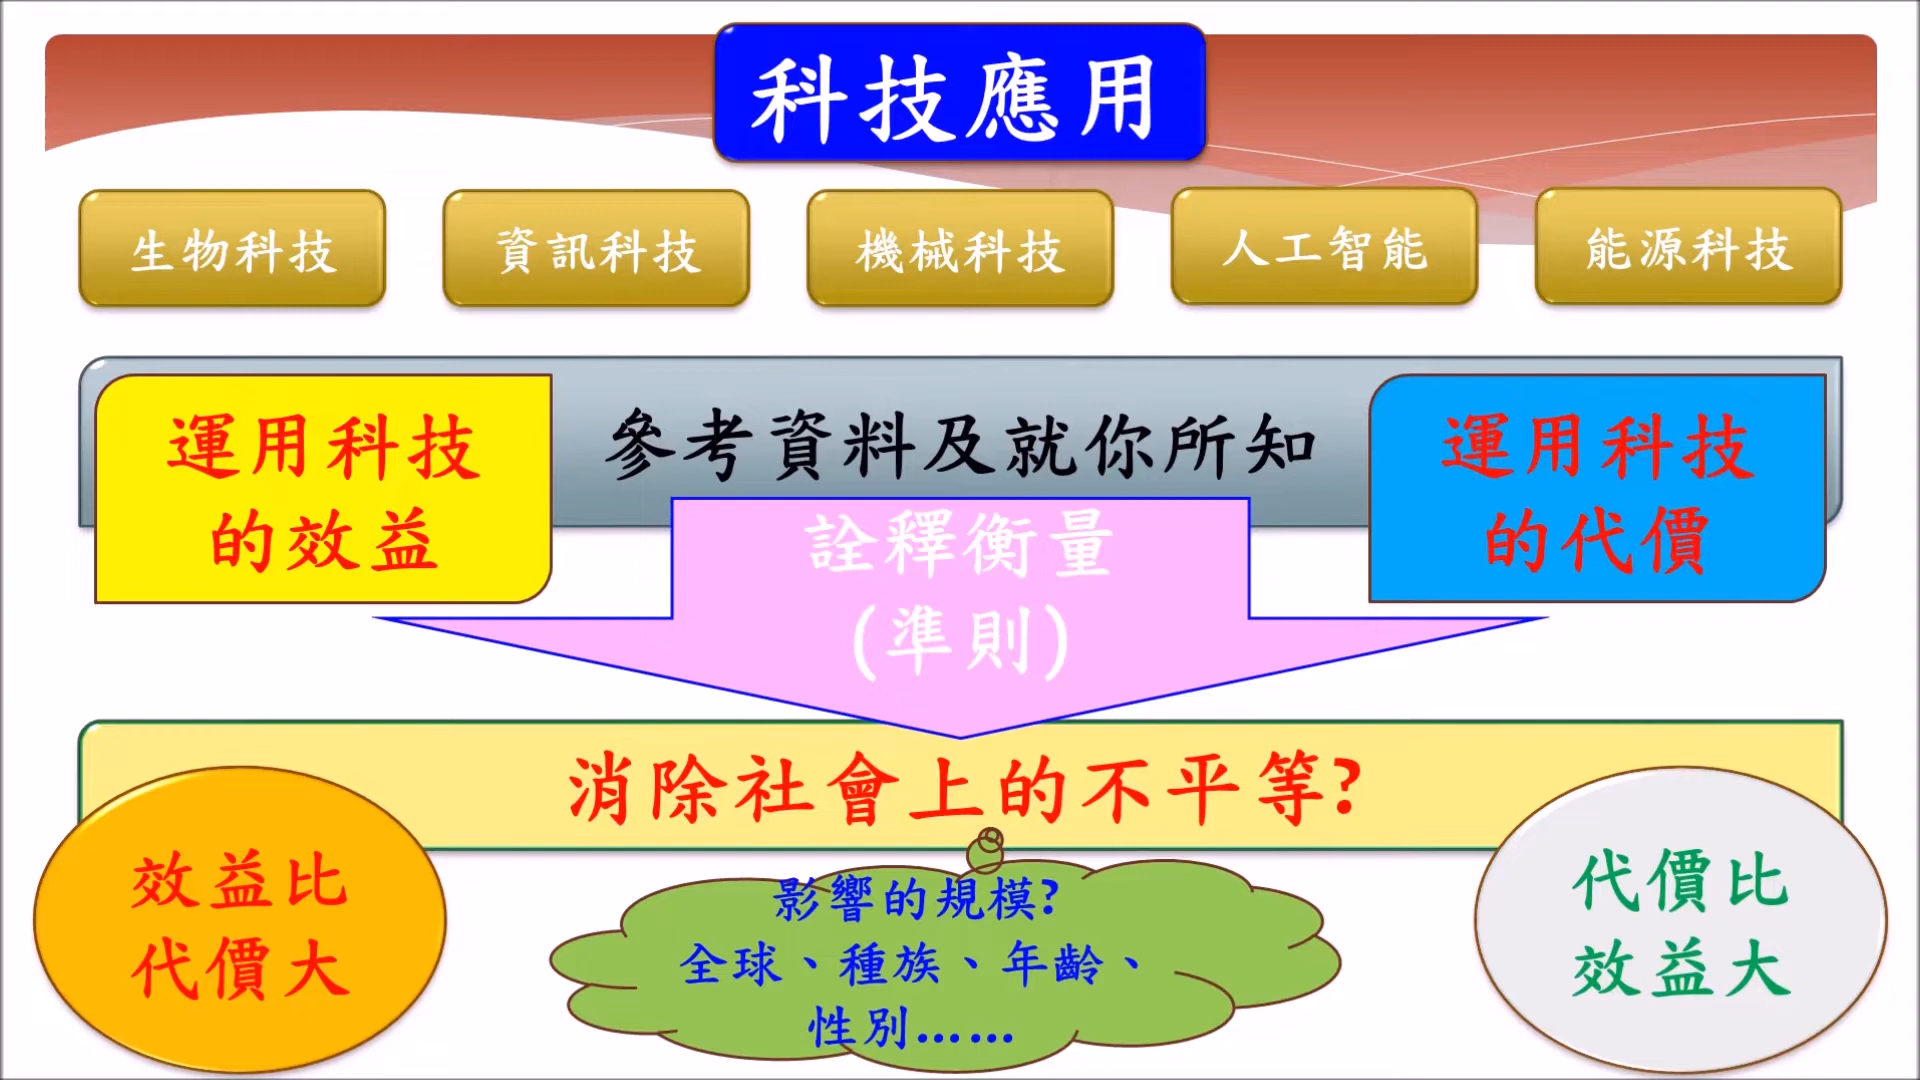 科技應用
生物科技
資訊科技
機械科技
人工智能
能源科技
運用科技
的效益
參考資料及就你所知
運用科技
的代價
詮釋衡量
(準則)
消除社會上的不平等?
效益比
代價大
影響的規模?
全球、種族、年齡、
性別……
代價比
效益大